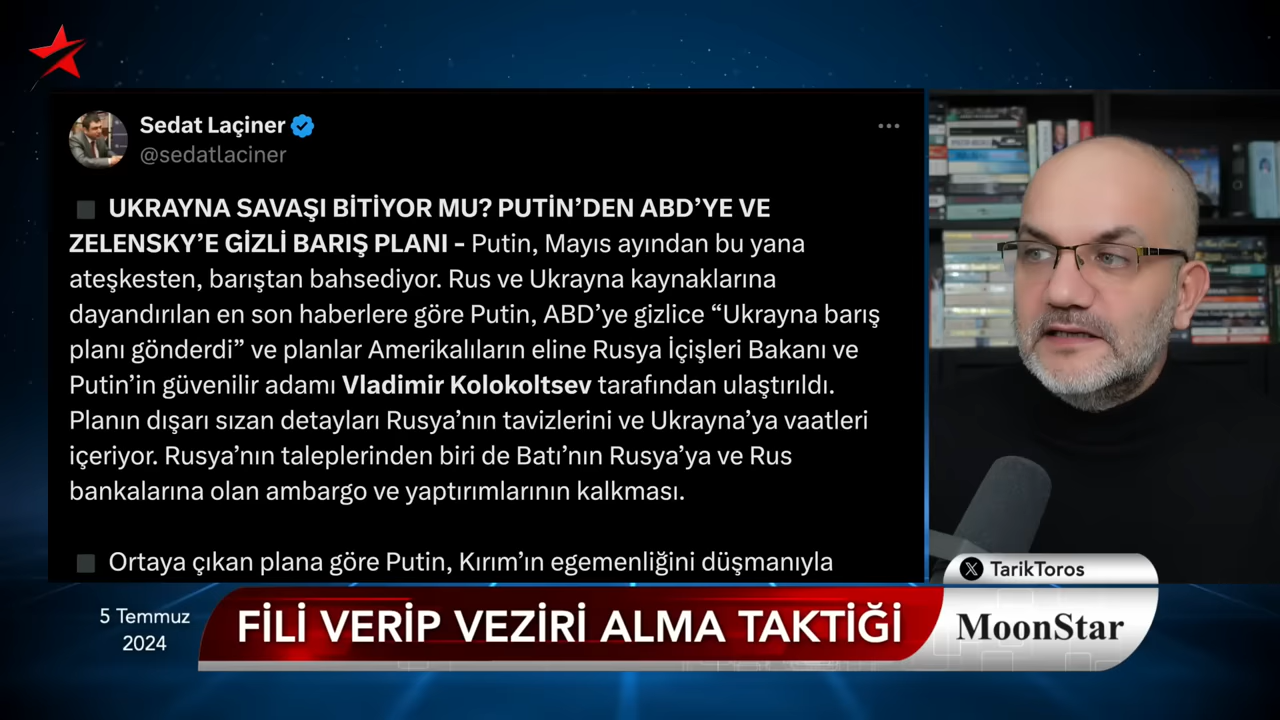 Sedat Laçiner
@sedatlaciner
UKRAYNA SAVAŞI BİTİYOR MU? PUTİN’DEN ABD’YE VE
ZELENSKY’E GİZLİ BARIŞ PLANI - Putin, Mayıs ayından bu yana
ateşkesten, barıştan bahsediyor. Rus ve Ukrayna kaynaklarına
dayandırılan en son haberlere göre Putin, ABD’ye gizlice “Ukrayna barış
planı gönderdi” ve planlar Amerikalıların eline Rusya İçişleri Bakanı ve
Putin’in güvenilir adamı Vladimir Kolokoltsev tarafından ulaştırıldı.
Planın dışarı sızan detayları Rusya’nın tavizlerini ve Ukrayna’ya vaatleri
içeriyor. Rusya’nın taleplerinden biri de Batı’nın Rusya’ya ve Rus
bankalarına olan ambargo ve yaptırımlarının kalkması.
Ortaya çıkan plana göre Putin, Kırım’ın egemenliğini düşmanıyla
TarikToros
5 Temmuz
2024
FİLİ VERİP VEZİRİ ALMA TAKTİĞİ
MoonStar